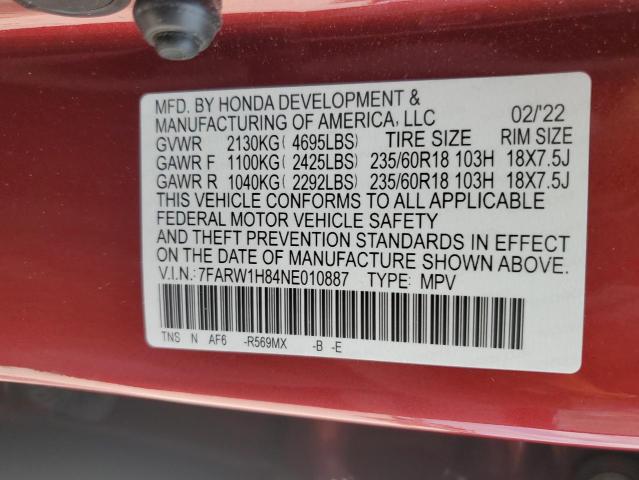 MFD. BY HONDA DEVELOPMENT &
MANUFACTURING OF AMERICA, LLC 02/'22
GVWR 2130KG (4695LBS) TIRE SIZE RIM SIZE
GAWR F 1100KG (2425LBS) 235/60R18 103H 18X7.5J
GAWR R 1040KG (2292LBS) 235/60R18 103H 18X7.5J
THIS VEHICLE CONFORMS TO ALL APPLICABLE
FEDERAL MOTOR VEHICLE SAFETY
AND THEFT PREVENTION STANDARDS IN EFFECT
ON THE DATE OF MANUFACTURE SHOWN ABOVE.
V.I.N.: 7FARW1H84NE010887 TYPE: MPV
TNS N AF6 -R569MX -B -E